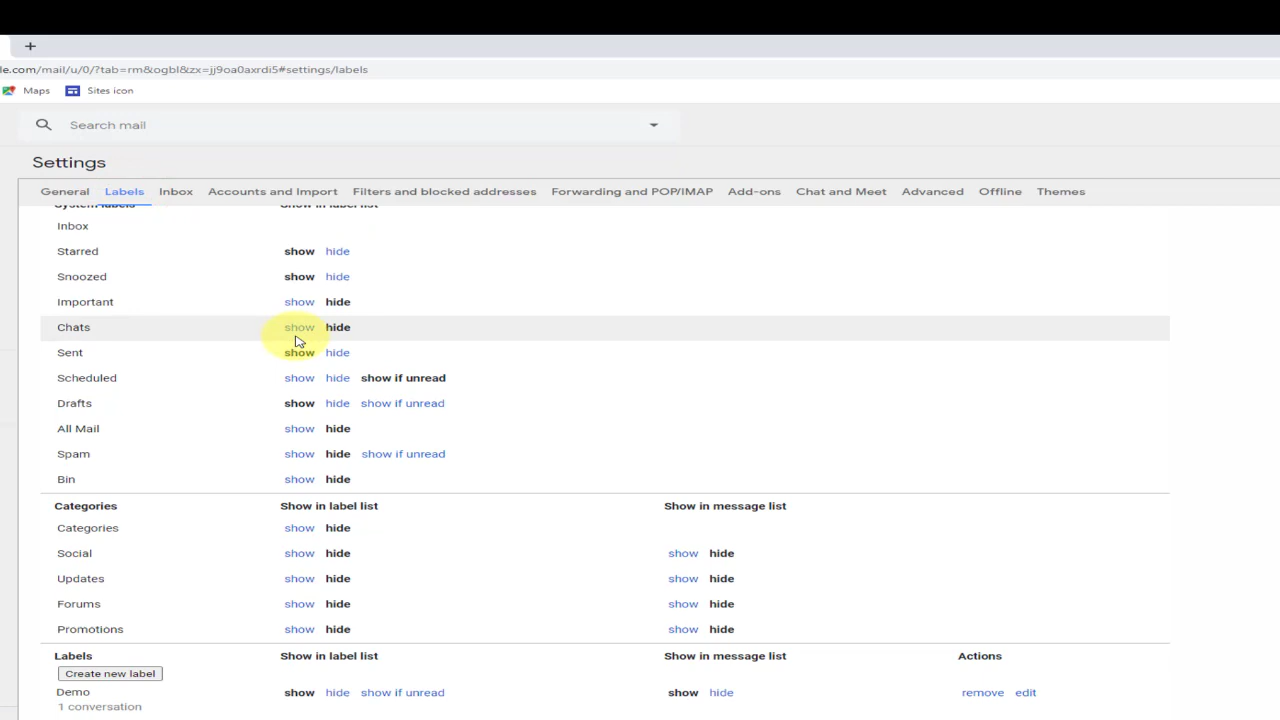 +
le.com/mail/u/0/?tab=rm&ogbl&zx=jj9oa0axrdi5#settings/labels
Maps Sites icon
Search mail
Settings
General Labels Inbox Accounts and Import Filters and blocked addresses Forwarding and POP/IMAP Add-ons Chat and Meet Advanced Offline Themes
System labels Show in label list
Inbox
Starred show hide
Snoozed show hide
Important show hide
Chats show hide
Sent show hide
Scheduled show hide show if unread
Drafts show hide show if unread
All Mail show hide
Spam show hide show if unread
Bin show hide
Categories Show in label list Show in message list
Categories show hide
Social show hide show hide
Updates show hide show hide
Forums show hide show hide
Promotions show hide show hide
Labels Show in label list Show in message list Actions
Create new label
Demo show hide show if unread show hide remove edit
1 conversation